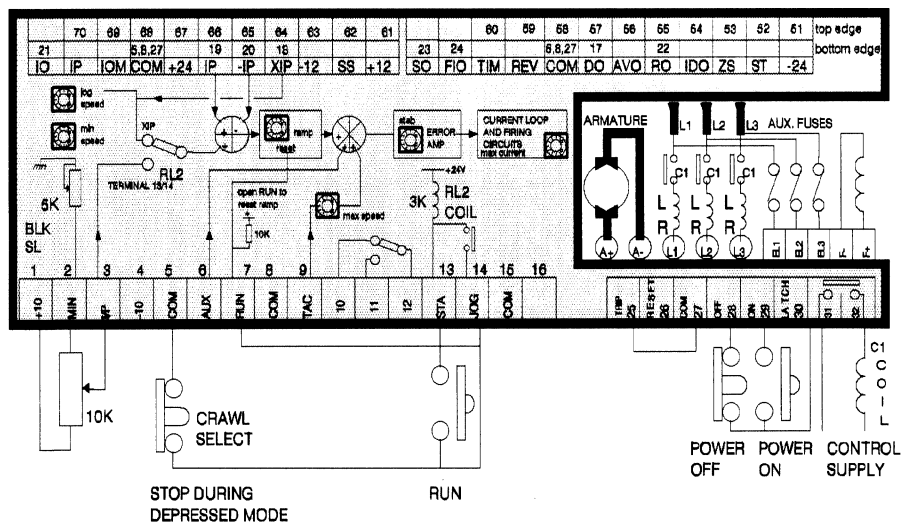 70 69 68 67 66 65 64 63 62 61 60 59 58 57 56 55 54 53 52 51 top edge
21 5,8,27 19 20 18 23 24 5,8,27 17 22 bottom edge
IO IP IOM COM +24 IP -IP XIP -12 SS +12 SO FIO TIM REV COM DO AVO RO IDO ZS ST -24
jog speed
min speed
XIP
RL2
TERMINAL 13/14
+ -
ramp
reset
open RUN to reset ramp
+
10K
+ +
max speed
stab
ERROR AMP
CURRENT LOOP AND FIRING CIRCUITS
max current
+24V
3K
RL2 COIL
5K
BLK
SL
ARMATURE
A+ A-
L1 L2 L3
AUX. FUSES
C1 C1 C1
L R L R L R
L1 L2 L3
EL1 EL2 EL3 F- F+
1 2 3 4 5 6 7 8 9 10 11 12 13 14 15 16
+10 MIN IP -10 COM AUX RUN COM TAC STA JOG COM
TRIP 25 RESET 26 COM 27 OFF 28 ON 29 LATCH 30 31 32
10K
CRAWL SELECT
STOP DURING DEPRESSED MODE
RUN
POWER OFF
POWER ON
C1 COIL
CONTROL SUPPLY